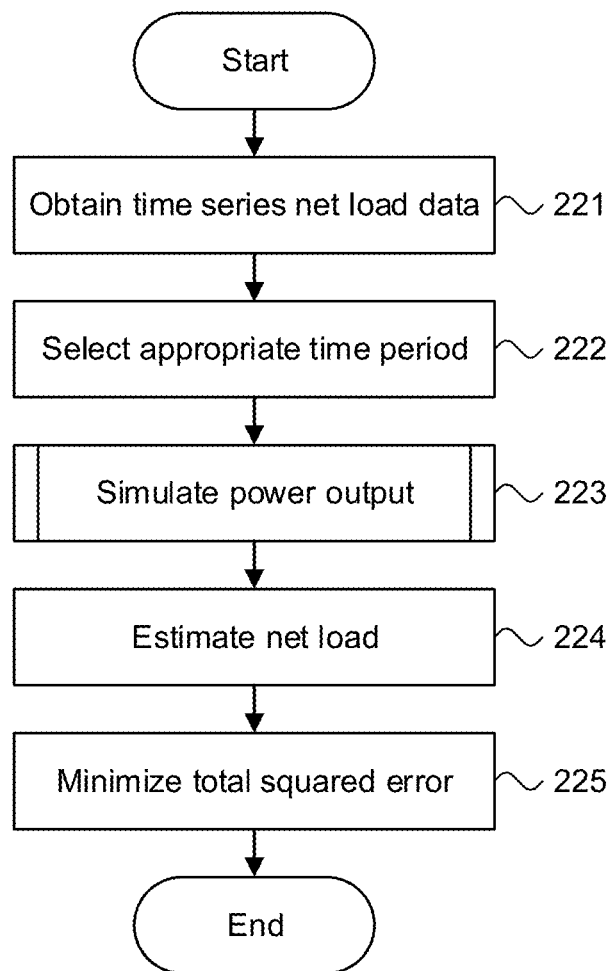 Start
Obtain time series net load data 221
Select appropriate time period 222
Simulate power output 223
Estimate net load 224
Minimize total squared error 225
End